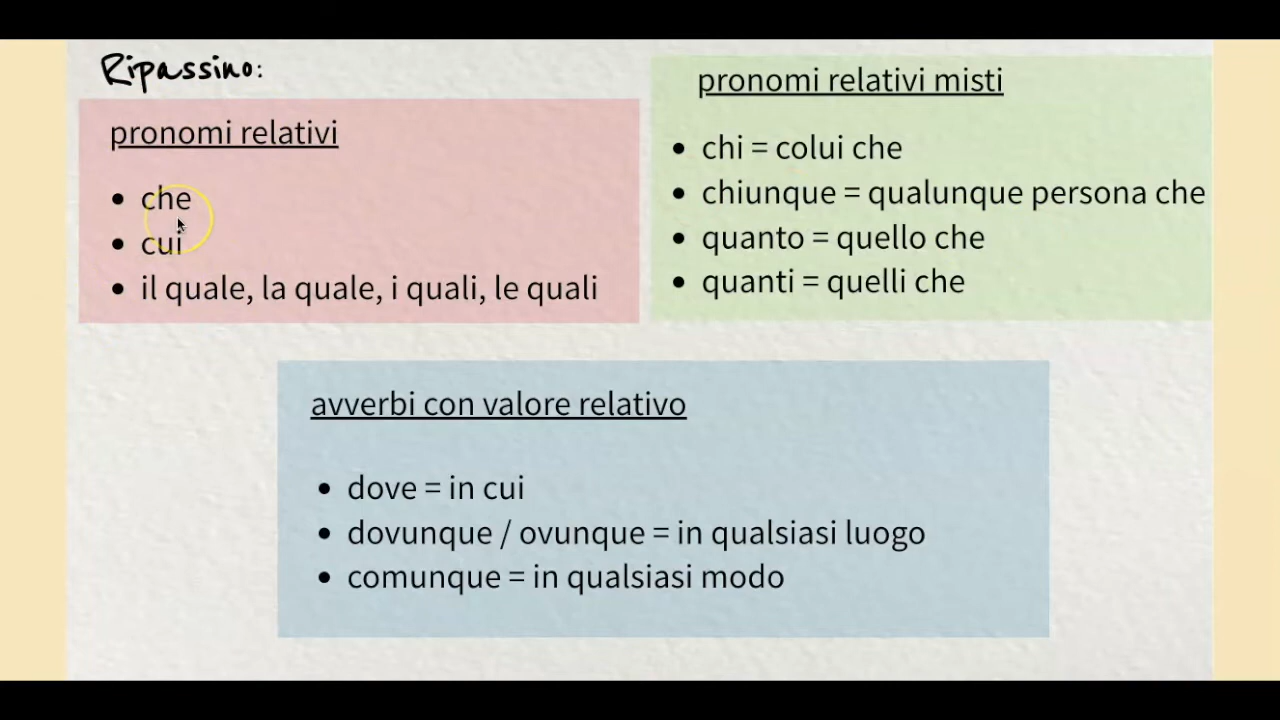 Ripassino:
pronomi relativi
• che
• cui
• il quale, la quale, i quali, le quali
pronomi relativi misti
• chi = colui che
• chiunque = qualunque persona che
• quanto = quello che
• quanti = quelli che
avverbi con valore relativo
• dove = in cui
• dovunque / ovunque = in qualsiasi luogo
• comunque = in qualsiasi modo